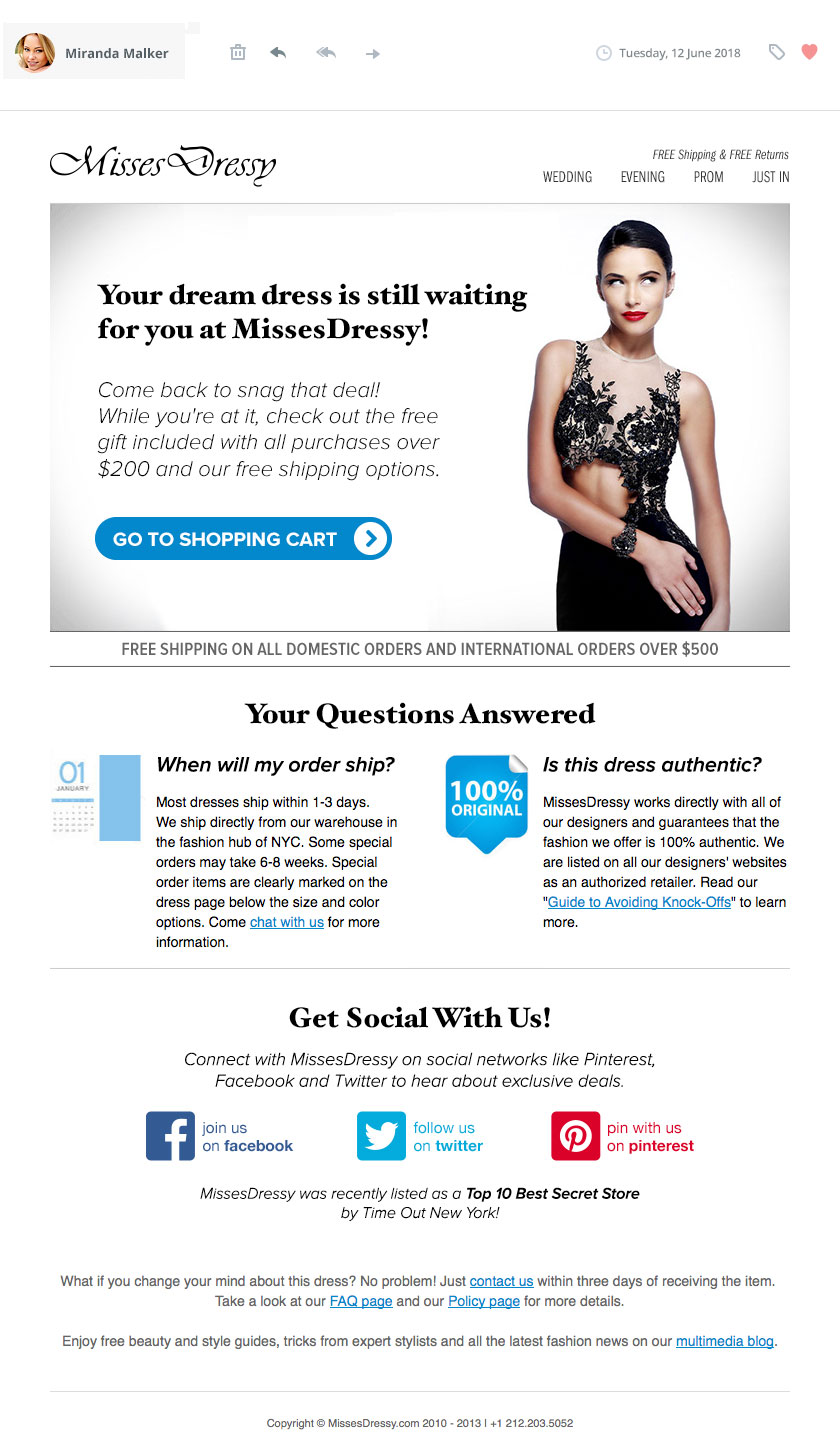 Miranda Malker
Tuesday, 12 June 2018
MissesDressy
FREE Shipping & FREE Returns
WEDDING EVENING PROM JUST IN
Your dream dress is still waiting
for you at MissesDressy!
Come back to snag that deal!
While you're at it, check out the free
gift included with all purchases over
$200 and our free shipping options.
GO TO SHOPPING CART
FREE SHIPPING ON ALL DOMESTIC ORDERS AND INTERNATIONAL ORDERS OVER $500
Your Questions Answered
01
JANUARY
When will my order ship?
Most dresses ship within 1-3 days.
We ship directly from our warehouse in
the fashion hub of NYC. Some special
orders may take 6-8 weeks. Special
order items are clearly marked on the
dress page below the size and color
options. Come chat with us for more
information.
100%
ORIGINAL
Is this dress authentic?
MissesDressy works directly with all of
our designers and guarantees that the
fashion we offer is 100% authentic. We
are listed on all our designers' websites
as an authorized retailer. Read our
"Guide to Avoiding Knock-Offs" to learn
more.
Get Social With Us!
Connect with MissesDressy on social networks like Pinterest,
Facebook and Twitter to hear about exclusive deals.
join us
on facebook
follow us
on twitter
pin with us
on pinterest
MissesDressy was recently listed as a Top 10 Best Secret Store
by Time Out New York!
What if you change your mind about this dress? No problem! Just contact us within three days of receiving the item.
Take a look at our FAQ page and our Policy page for more details.
Enjoy free beauty and style guides, tricks from expert stylists and all the latest fashion news on our multimedia blog.
Copyright © MissesDressy.com 2010 - 2013 | +1 212.203.5052